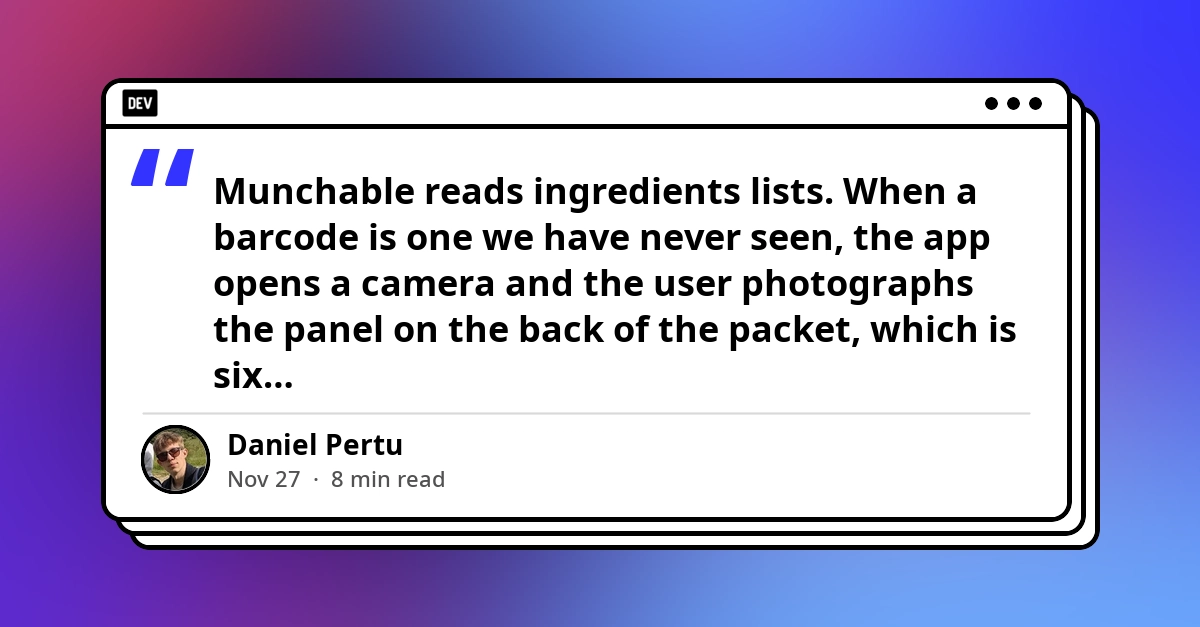 DEV
Munchable reads ingredients lists. When a
barcode is one we have never seen, the app
opens a camera and the user photographs
the panel on the back of the packet, which is
six...
Daniel Pertu
Nov 27 · 8 min read